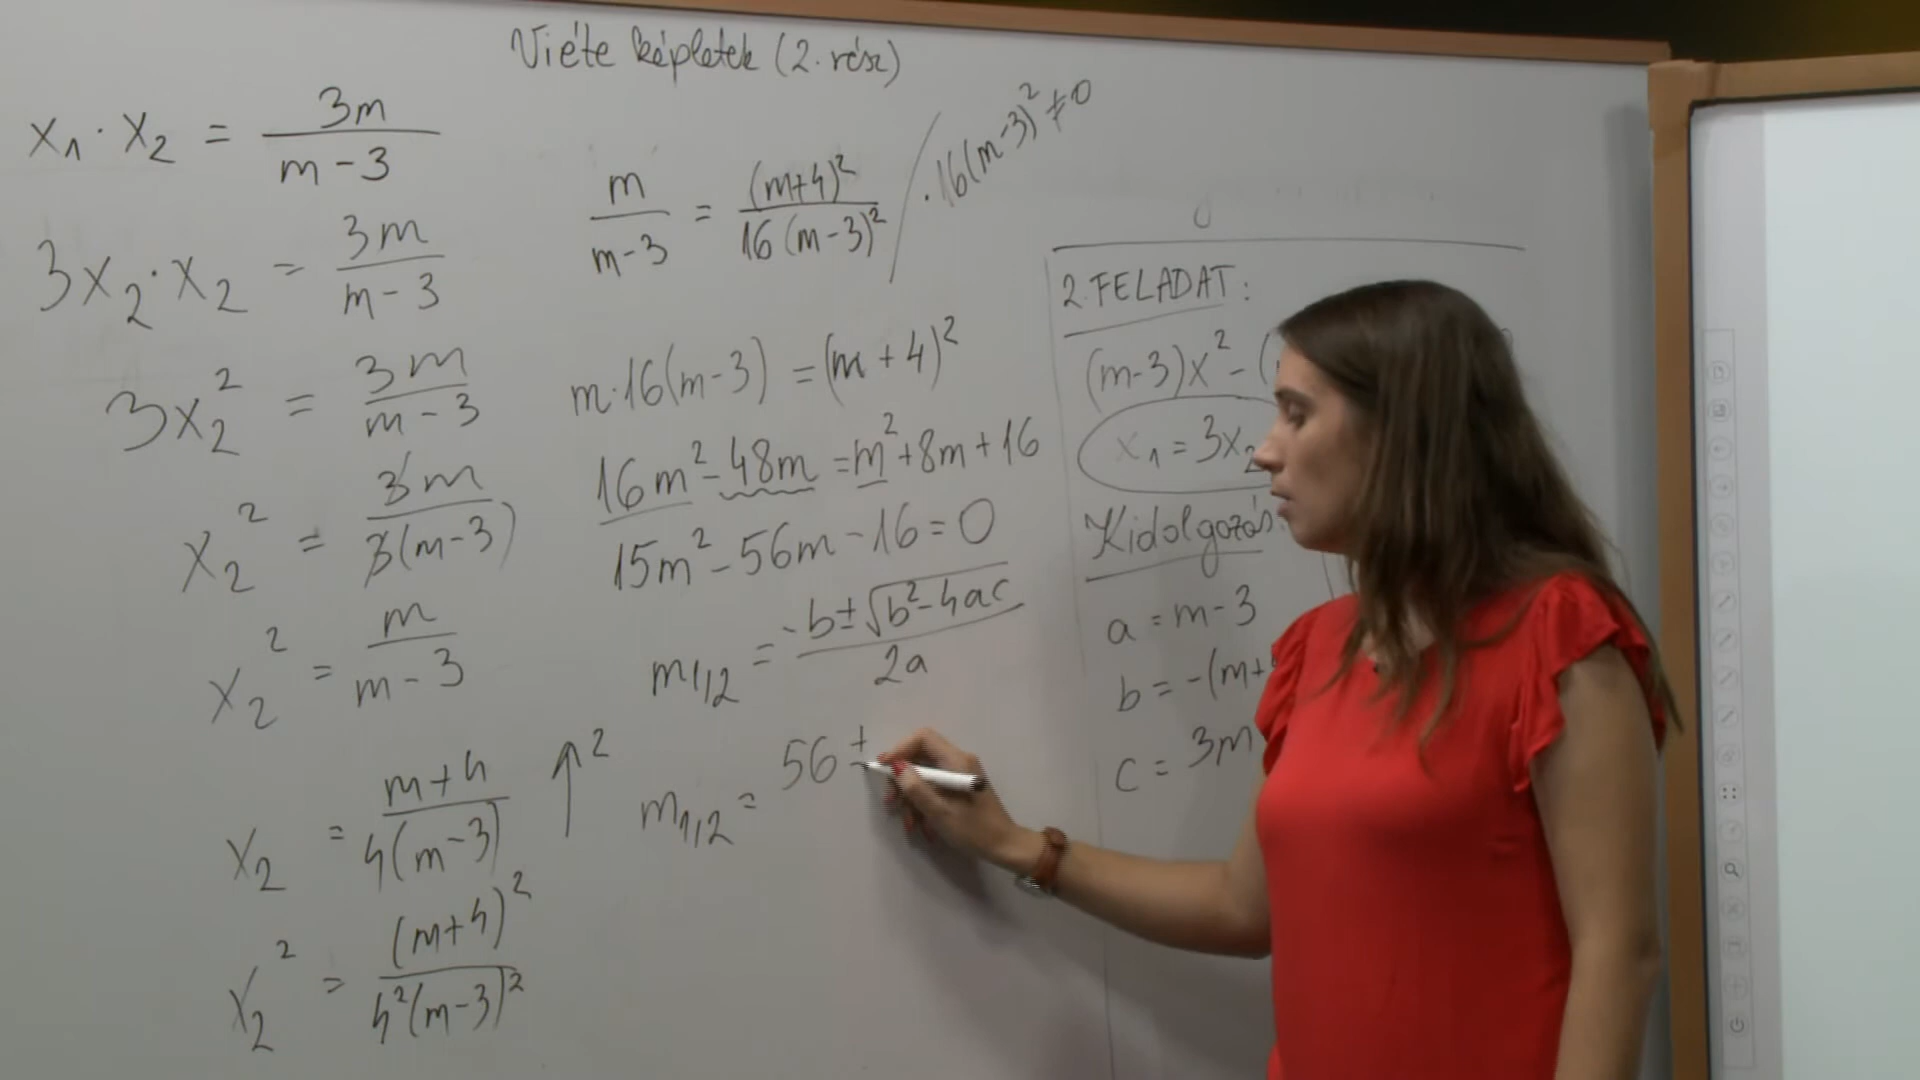 Viéte képletek (2. rész)
x₁ · x₂ = 3m / (m-3)
3x₂ · x₂ = 3m / (m-3)
3x₂² = 3m / (m-3)
x₂² = 3m / 3(m-3)
x₂² = m / (m-3)
x₂ = (m+4) / 4(m-3) ↑²
x₂² = (m+4)² / 4²(m-3)²
m / (m-3) = (m+4)² / 16(m-3)² / · 16(m-3)² ≠ 0
m·16(m-3) = (m+4)²
16m² - 48m = m² + 8m + 16
15m² - 56m - 16 = 0
m₁,₂ = (-b ± √(b²-4ac)) / 2a
m₁,₂ = 56 ±
2. FELADAT:
(m-3)x² - (
x₁ = 3x₂
Kidolgozás
a = m-3
b = -(m+
c = 3m